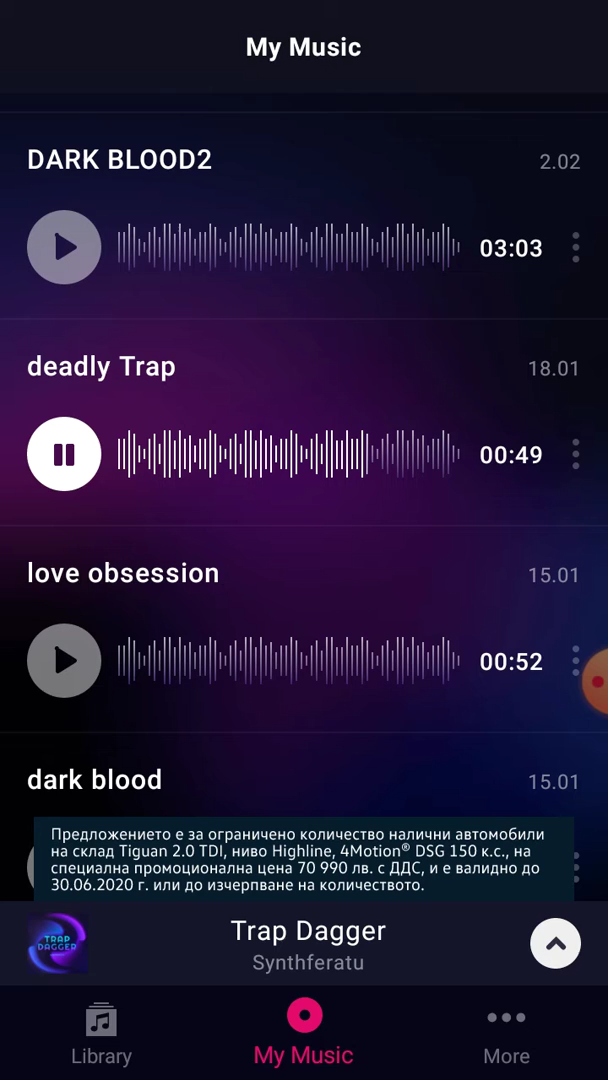 My Music
DARK BLOOD2
2.02
03:03
deadly Trap
18.01
00:49
love obsession
15.01
00:52
dark blood
15.01
Предложението е за ограничено количество налични автомобили
на склад Tiguan 2.0 TDI, ниво Highline, 4Motion® DSG 150 к.с., на
специална промоционална цена 70 990 лв. с ДДС, и е валидно до
30.06.2020 г. или до изчерпване на количеството.
TRAP
DAGGER
Trap Dagger
Synthferatu
Library
My Music
More